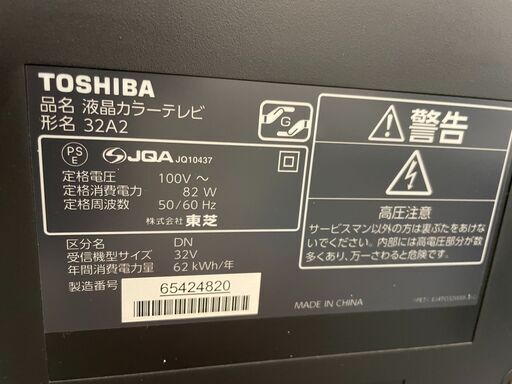 TOSHIBA
品名 液晶カラーテレビ
形名 32A2
G
PS
E
JQA JQ10437
定格電圧 100V ～
定格消費電力 82 W
定格周波数 50/60 Hz
株式会社 東芝
区分名 DN
受信機型サイズ 32V
年間消費電力量 62 kWh/年
製造番号 65424820
警告
高圧注意
サービスマン以外の方は裏ぶたをあけな
いでください。内部には高電圧部分が数
多くあり、万一さわると危険です。
MADE IN CHINA